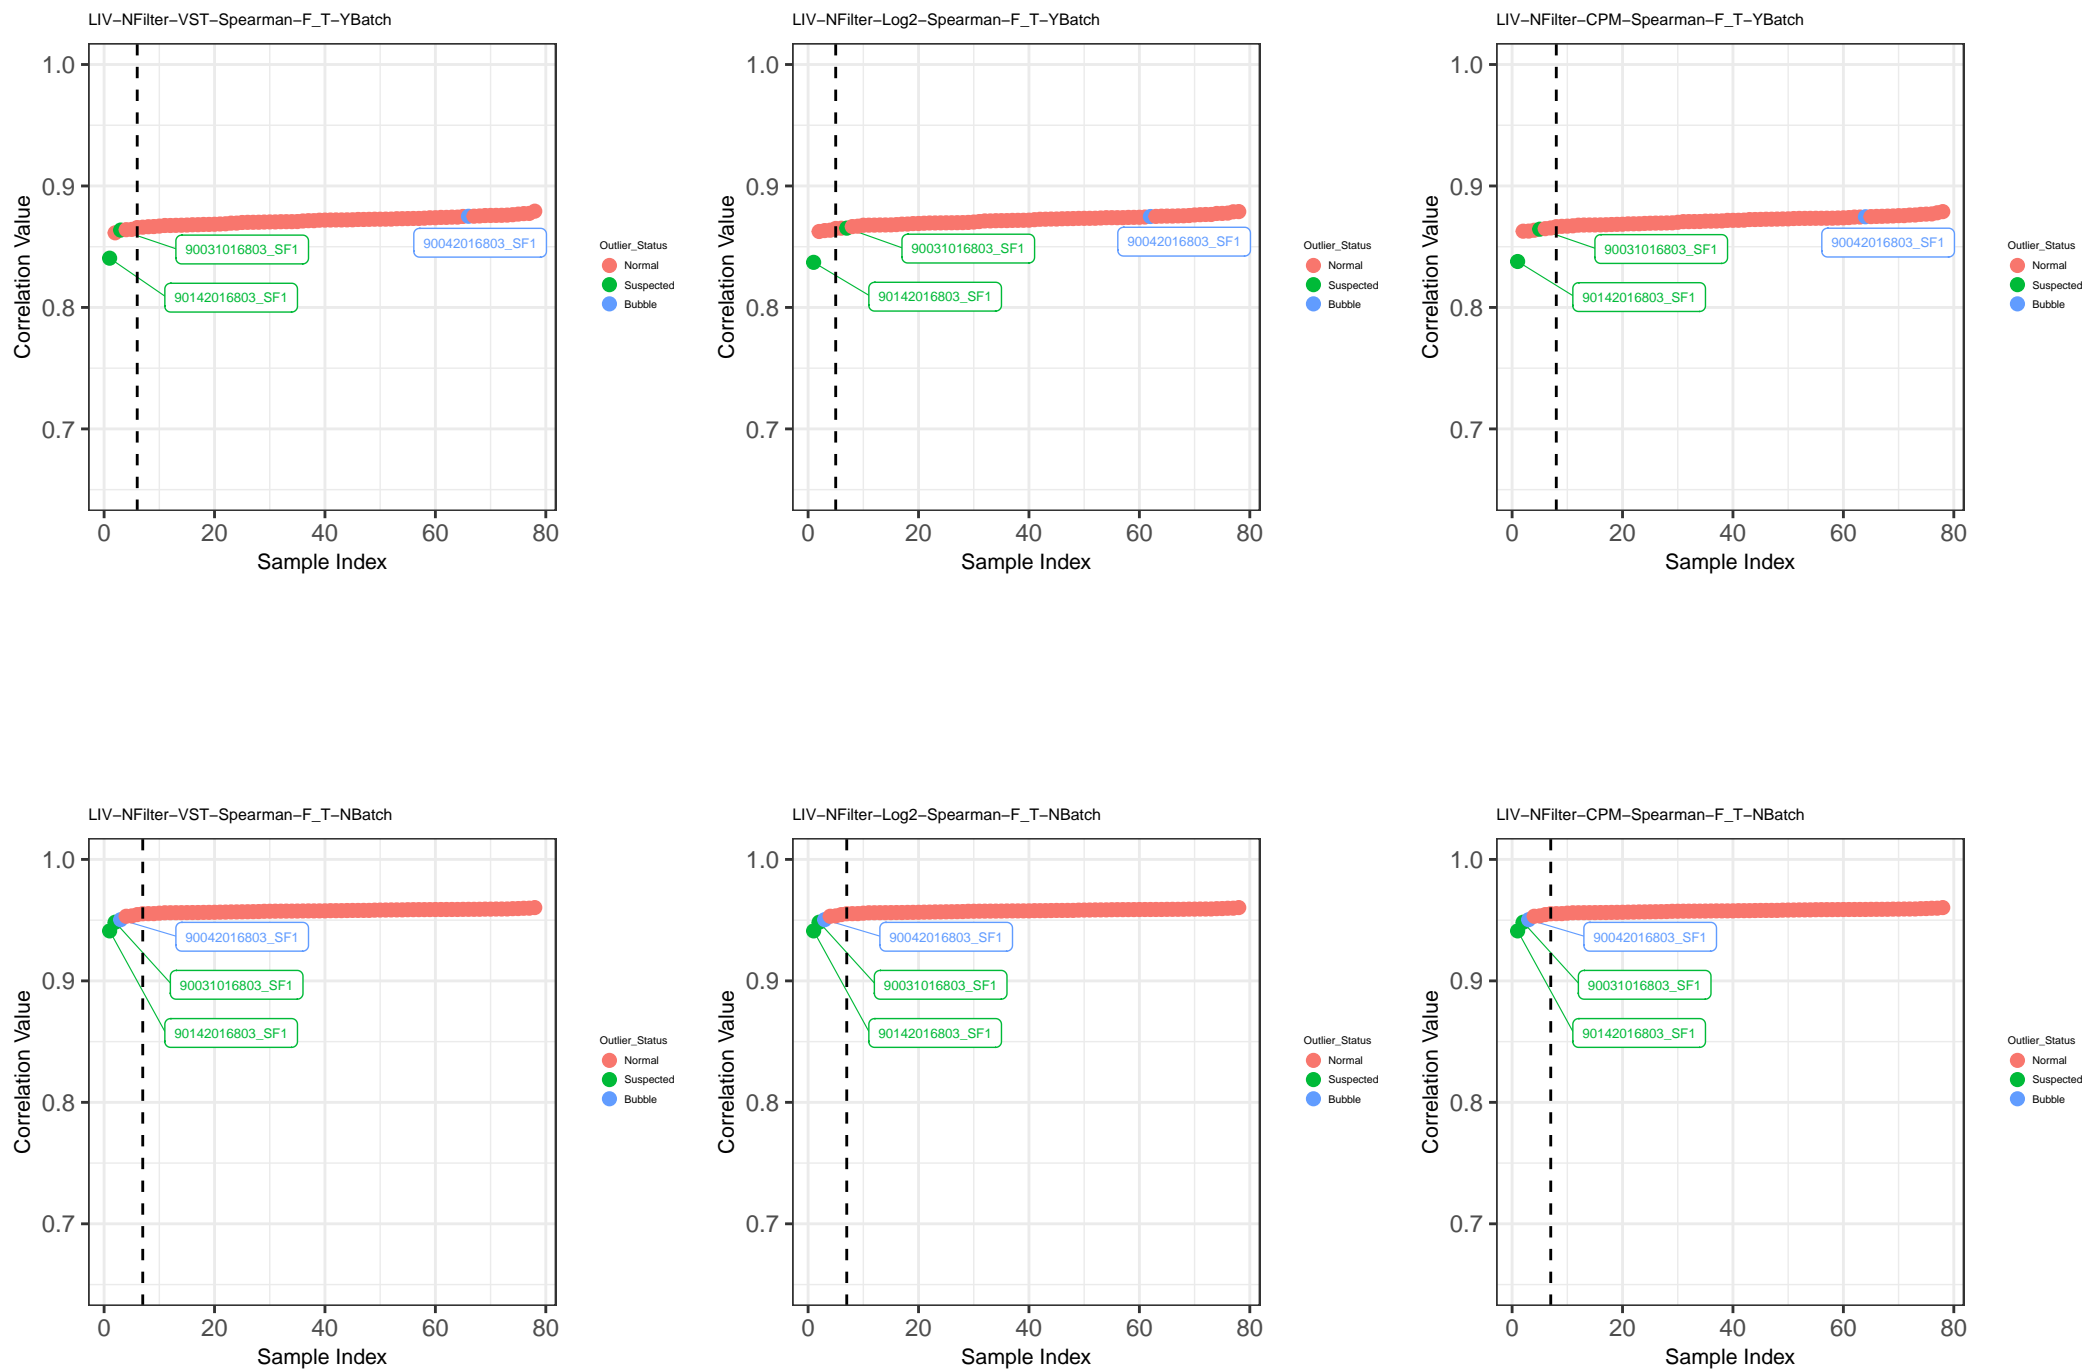 LIV−NFilter−VST−Spearman−F_T−YBatch
1.0
0.9
0.8
0.7
Correlation Value
90031016803_SF1
90042016803_SF1
90142016803_SF1
0 20 40 60 80
Sample Index
Outlier_Status
Normal
Suspected
Bubble
LIV−NFilter−Log2−Spearman−F_T−YBatch
1.0
0.9
0.8
0.7
Correlation Value
90031016803_SF1
90042016803_SF1
90142016803_SF1
0 20 40 60 80
Sample Index
Outlier_Status
Normal
Suspected
Bubble
LIV−NFilter−CPM−Spearman−F_T−YBatch
1.0
0.9
0.8
0.7
Correlation Value
90031016803_SF1
90042016803_SF1
90142016803_SF1
0 20 40 60 80
Sample Index
Outlier_Status
Normal
Suspected
Bubble
LIV−NFilter−VST−Spearman−F_T−NBatch
1.0
0.9
0.8
0.7
Correlation Value
90042016803_SF1
90031016803_SF1
90142016803_SF1
0 20 40 60 80
Sample Index
Outlier_Status
Normal
Suspected
Bubble
LIV−NFilter−Log2−Spearman−F_T−NBatch
1.0
0.9
0.8
0.7
Correlation Value
90042016803_SF1
90031016803_SF1
90142016803_SF1
0 20 40 60 80
Sample Index
Outlier_Status
Normal
Suspected
Bubble
LIV−NFilter−CPM−Spearman−F_T−NBatch
1.0
0.9
0.8
0.7
Correlation Value
90042016803_SF1
90031016803_SF1
90142016803_SF1
0 20 40 60 80
Sample Index
Outlier_Status
Normal
Suspected
Bubble